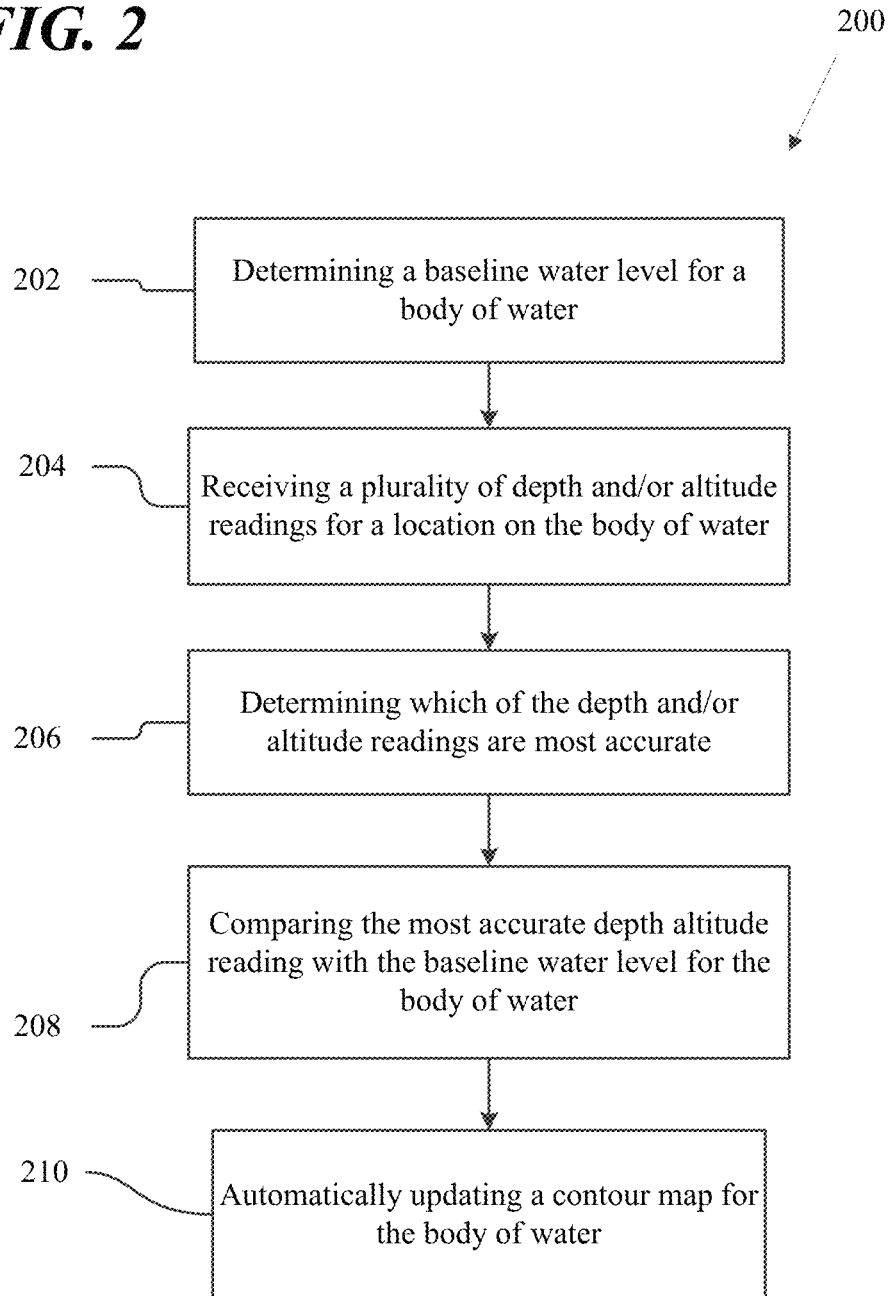 FIG. 2
200
202
Determining a baseline water level for a
body of water
204
Receiving a plurality of depth and/or altitude
readings for a location on the body of water
206
Determining which of the depth and/or
altitude readings are most accurate
208
Comparing the most accurate depth altitude
reading with the baseline water level for the
body of water
210
Automatically updating a contour map for
the body of water